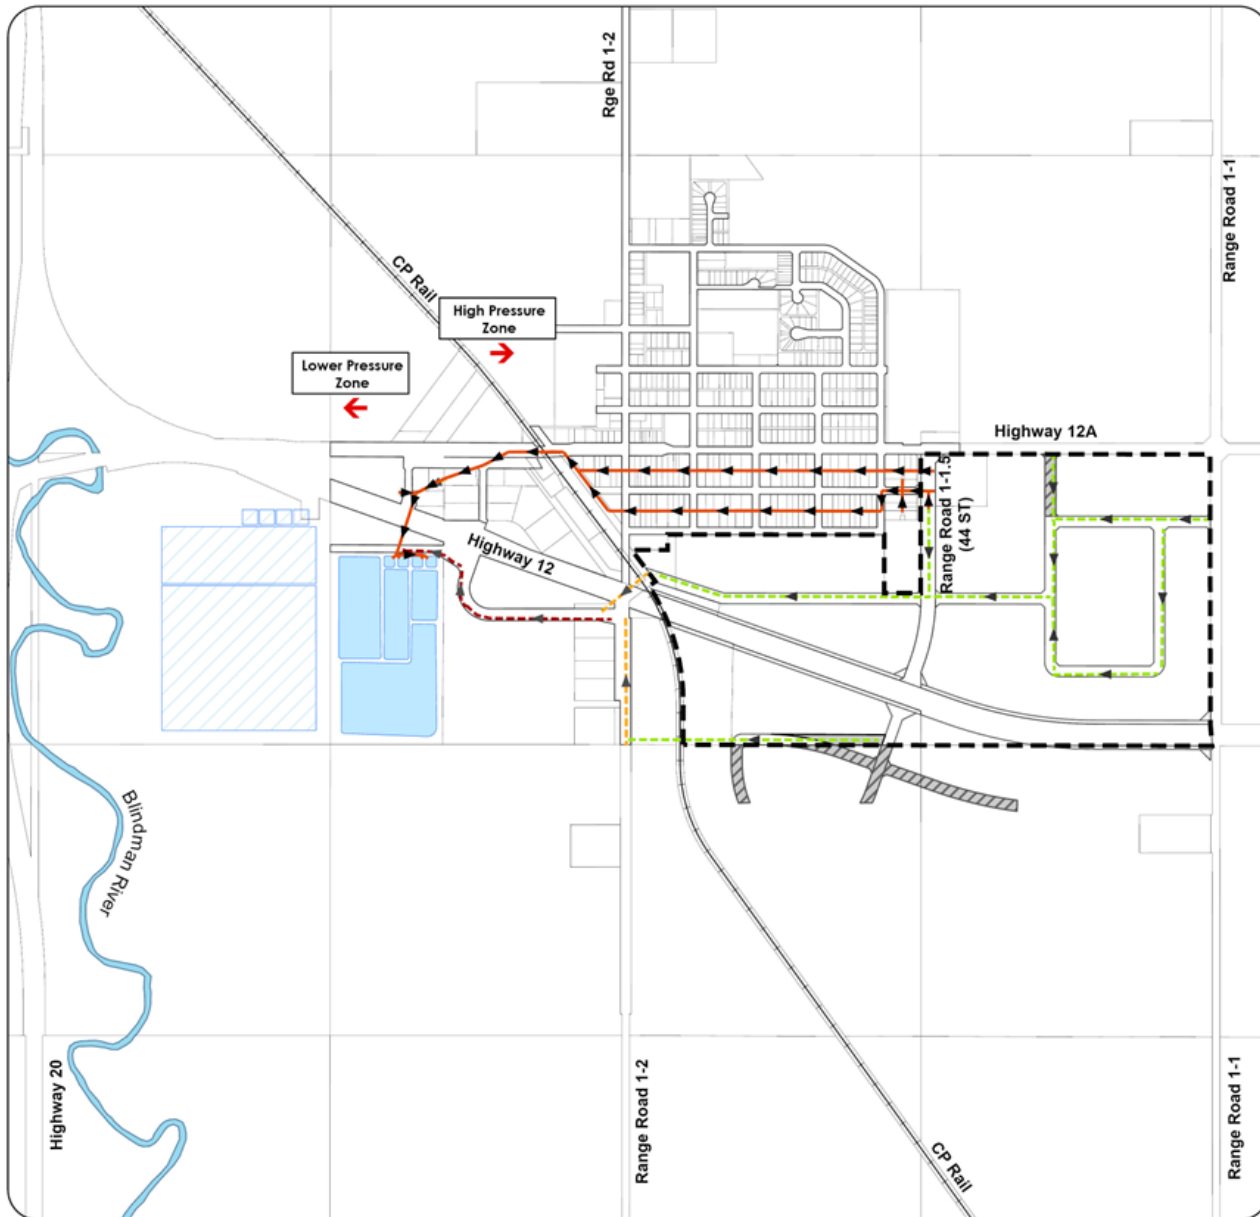 Rge Rd 1-2
Range Road 1-1
CP Rail
High Pressure
Zone
Lower Pressure
Zone
Highway 12A
Range Road 1-1.5
(44 ST)
Highway 12
Blindman River
Highway 20
Range Road 1-2
CP Rail
Range Road 1-1